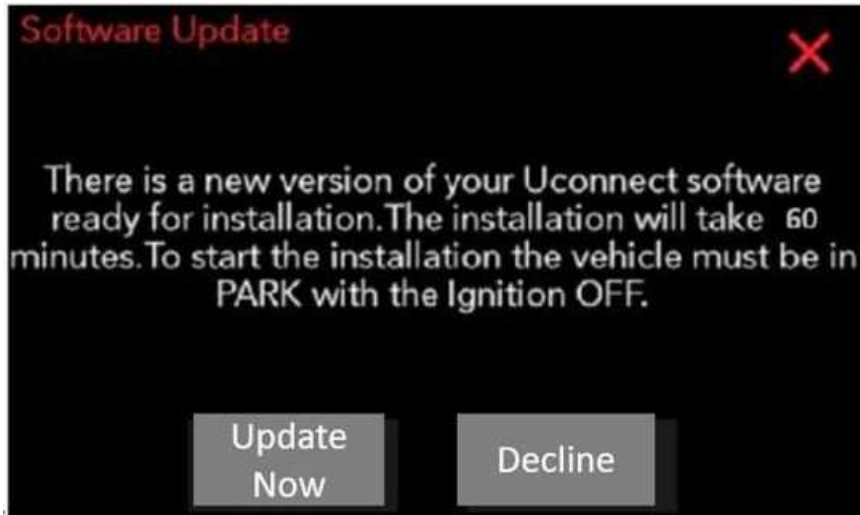 Software Update
There is a new version of your Uconnect software
ready for installation.The installation will take 60
minutes.To start the installation the vehicle must be in
PARK with the Ignition OFF.
Update
Now
Decline